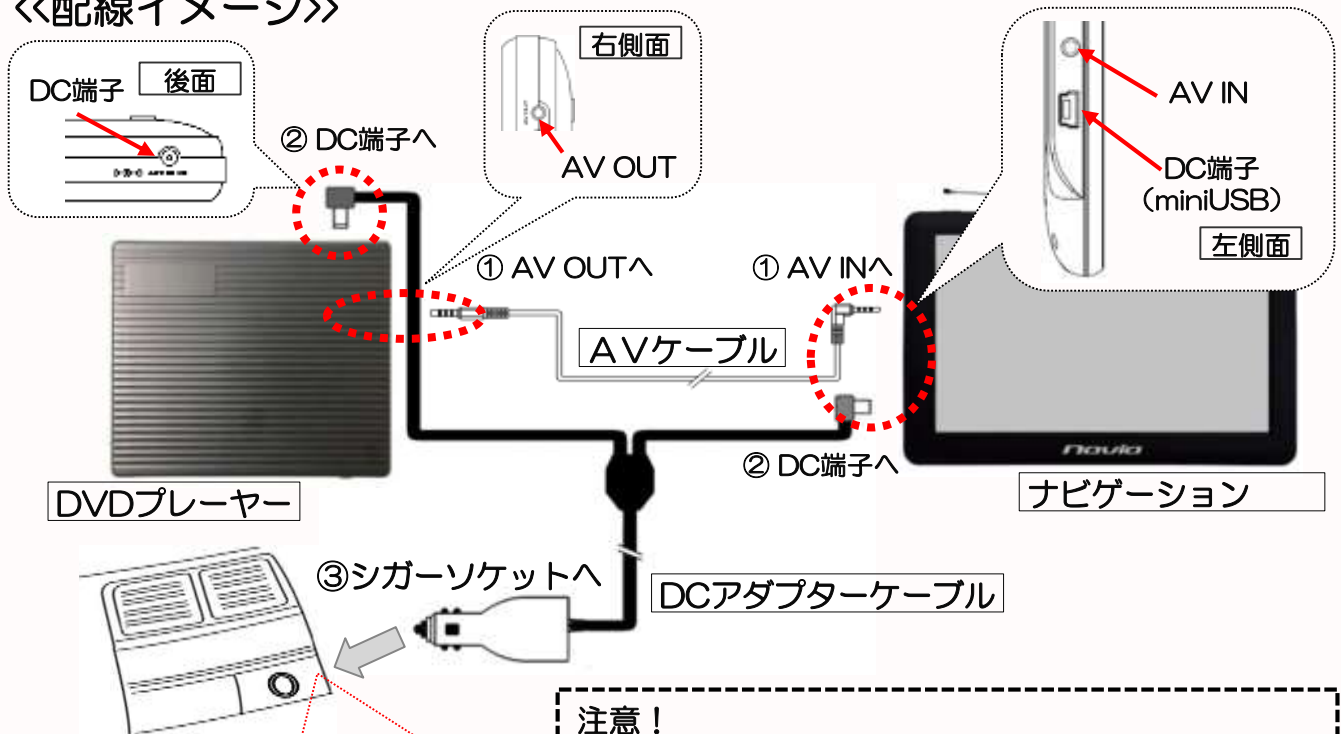 ≪配線イメージ≫
右側面
DC端子
後面
AV IN
② DC端子へ
AV OUT
DC端子
(miniUSB)
左側面
① AV OUTへ
① AV INへ
AVケーブル
② DC端子へ
Navia
DVDプレーヤー
ナビゲーション
③シガーソケットへ
DCアダプターケーブル
注意！